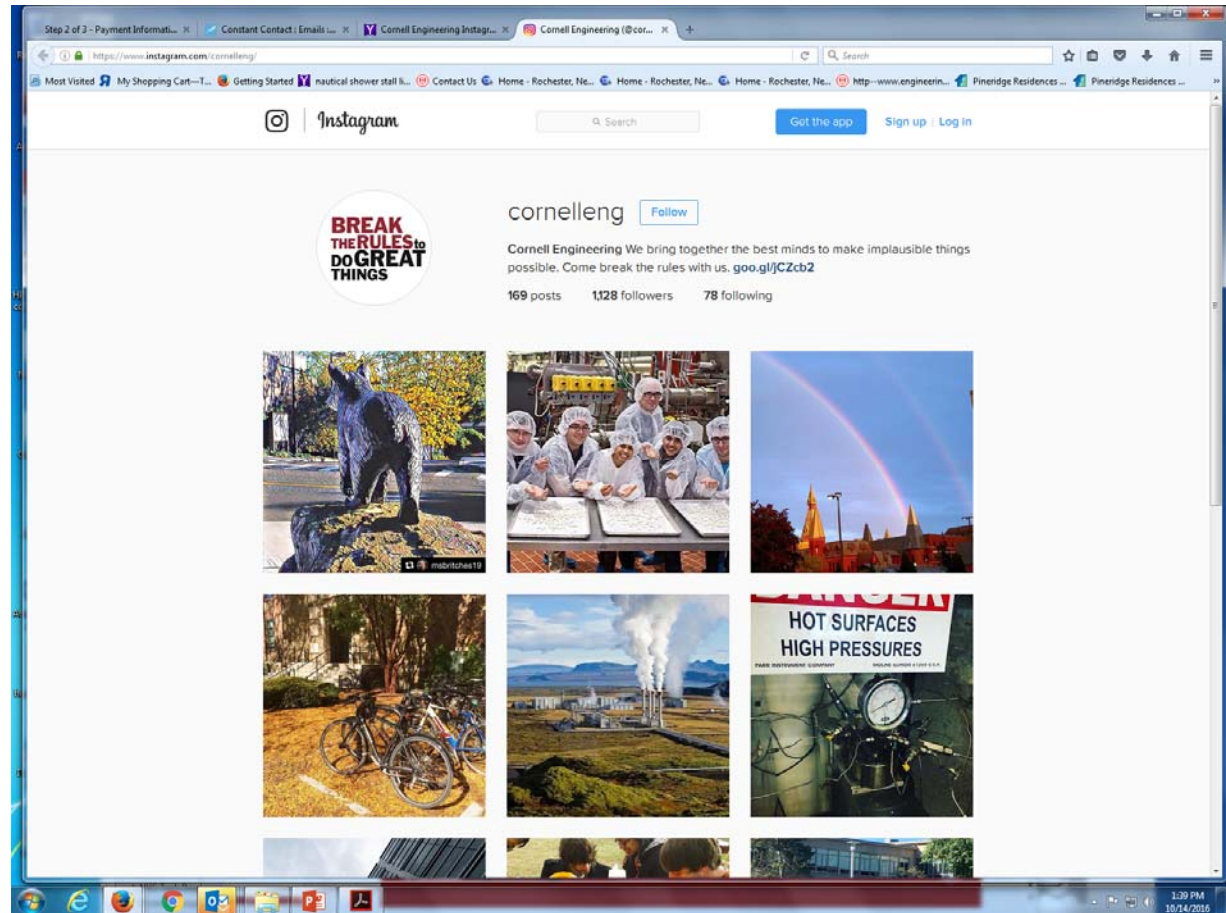 Step 2 of 3 - Payment Informati...
Constant Contact : Emails : ...
Cornell Engineering Instagr...
Cornell Engineering (@cor...
https://www.instagram.com/cornelleng/
Search
Most Visited
My Shopping Cart—T...
Getting Started
nautical shower stall li...
Contact Us
Home - Rochester, Ne...
Home - Rochester, Ne...
Home - Rochester, Ne...
http--www.engineerin...
Pineridge Residences ...
Pineridge Residences ...
Instagram
Search
Get the app
Sign up | Log in
BREAK
THE RULES to
DO GREAT
THINGS
cornelleng
Follow
Cornell Engineering We bring together the best minds to make implausible things
possible. Come break the rules with us. goo.gl/jCZcb2
169 posts 1,128 followers 78 following
msbritches19
DANGER
HOT SURFACES
HIGH PRESSURES
PARR INSTRUMENT COMPANY
1:39 PM
10/14/2016